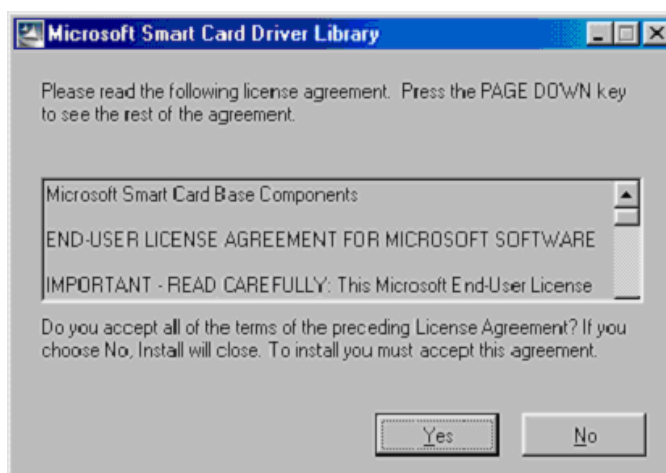 Microsoft Smart Card Driver Library
Please read the following license agreement. Press the PAGE DOWN key
to see the rest of the agreement.
Microsoft Smart Card Base Components
END-USER LICENSE AGREEMENT FOR MICROSOFT SOFTWARE
IMPORTANT - READ CAREFULLY: This Microsoft End-User License
Do you accept all of the terms of the preceding License Agreement? If you
choose No, Install will close. To install you must accept this agreement.
Yes
No